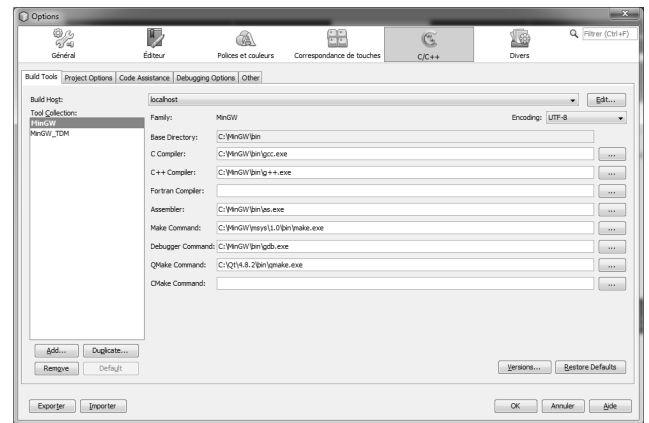 Options
Général Éditeur Polices et couleurs Correspondance de touches C/C++ Divers Filtrer (Ctrl+F)
Build Tools Project Options Code Assistance Debugging Options Other
Build Host: localhost Edit...
Tool Collection:
MinGW
MinGW_TDM
Family: MinGW Encoding: UTF-8
Base Directory: C:\MinGW\bin
C Compiler: C:\MinGW\bin\gcc.exe ...
C++ Compiler: C:\MinGW\bin\g++.exe ...
Fortran Compiler: ...
Assembler: C:\MinGW\bin\as.exe ...
Make Command: C:\MinGW\msys\1.0\bin\make.exe ...
Debugger Command: C:\MinGW\bin\gdb.exe ...
QMake Command: C:\Qt\4.8.2\bin\qmake.exe ...
CMake Command: ...
Add... Duplicate...
Remove Default Versions... Restore Defaults
Exporter Importer OK Annuler Aide